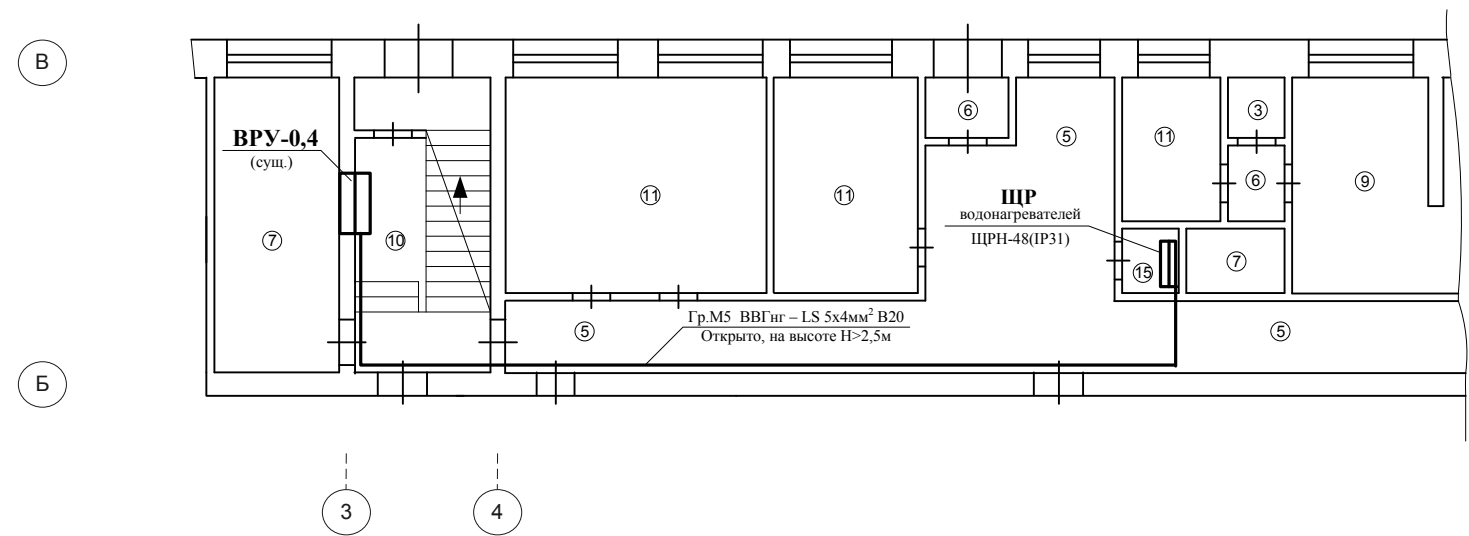 В
ВРУ-0,4
(сущ.)
6
3
5
11
11
11
6
9
ЩР
водонагревателей
ЩРН-48(IP31)
7
10
15
7
Гр.М5 ВВГнг – LS 5х4мм² В20
Открыто, на высоте Н>2,5м
5
5
Б
3
4